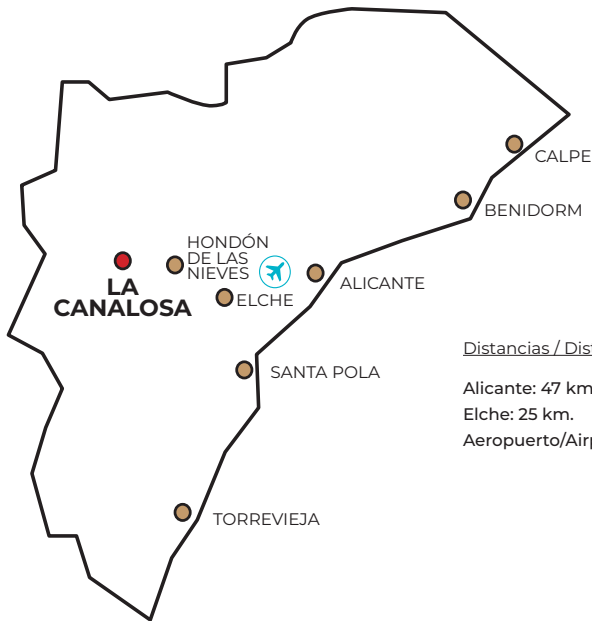 CALPE
BENIDORM
HONDÓN
DE LAS
NIEVES
ALICANTE
LA
CANALOSA
ELCHE
SANTA POLA
TORREVIEJA
Distancias /
Alicante: 47 km
Elche: 25 km.